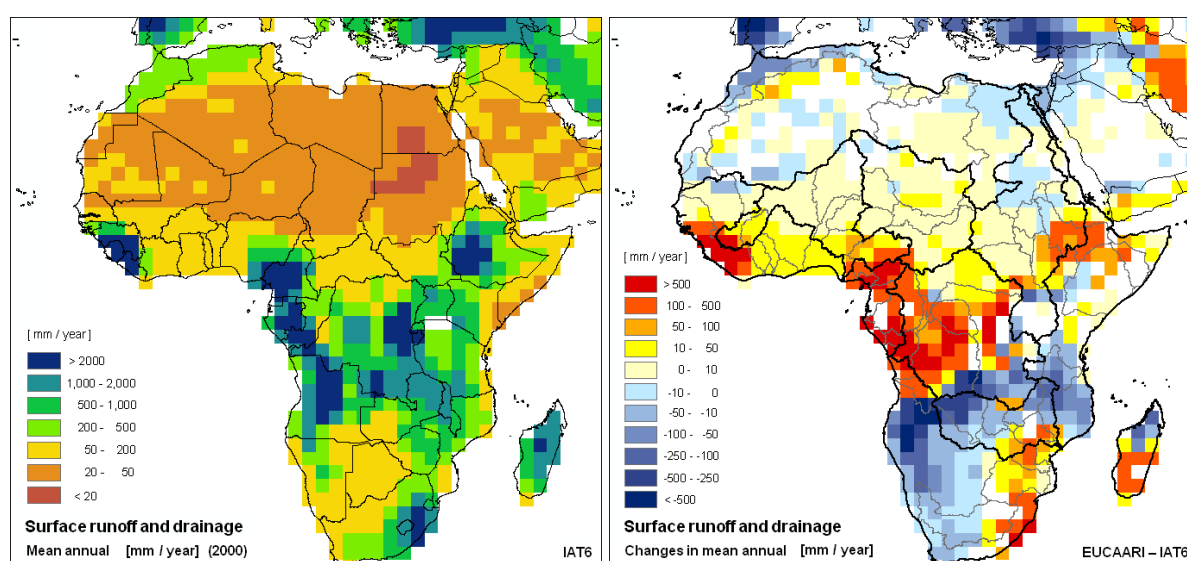 [ mm / year ]
> 2000
1,000 - 2,000
500 - 1,000
200 - 500
50 - 200
20 - 50
< 20
Surface runoff and drainage
Mean annual [mm / year] (2000)
IAT6
[ mm / year ]
> 500
100 - 500
50 - 100
10 - 50
0 - 10
-10 - 0
-50 - -10
-100 - -50
-250 - -100
-500 - -250
< -500
Surface runoff and drainage
Changes in mean annual [mm / year]
EUCAARI – IAT6